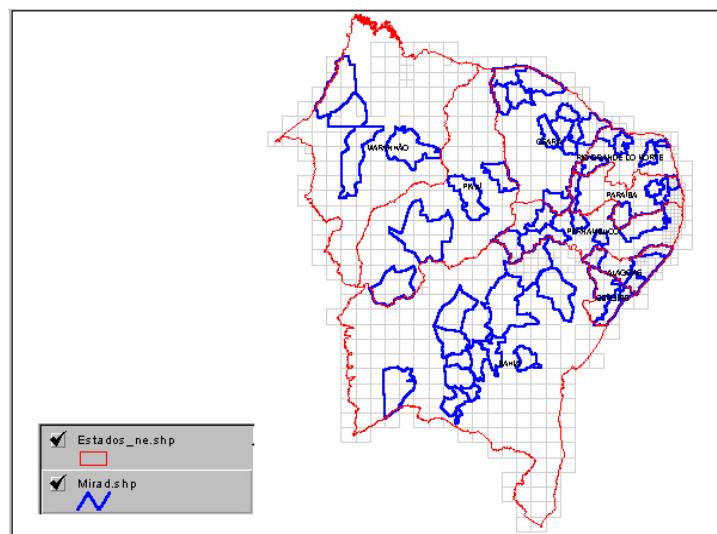 MARANHÃO
CEARÁ
RIO GRANDE DO NORTE
PIAUÍ
PARAÍBA
PERNAMBUCO
ALAGOAS
SERGIPE
BAHIA
Estados_ne.shp
Mirad.shp